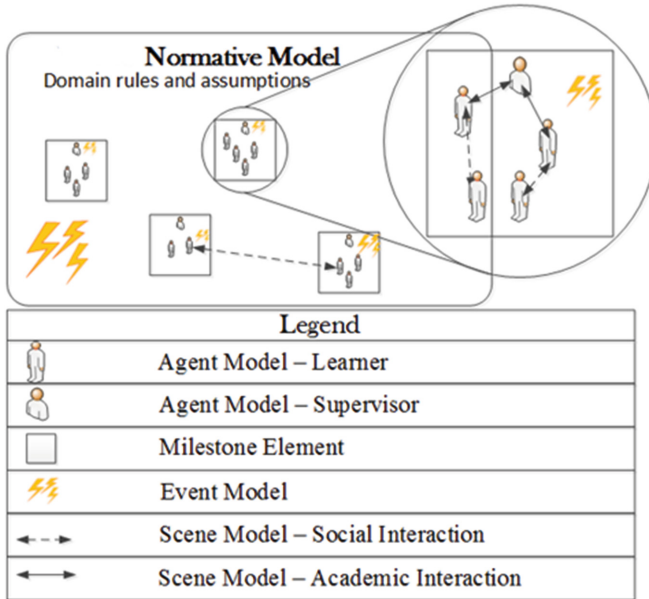 Normative Model
Domain rules and assumptions
Legend
Agent Model – Learner
Agent Model – Supervisor
Milestone Element
Event Model
Scene Model – Social Interaction
Scene Model – Academic Interaction